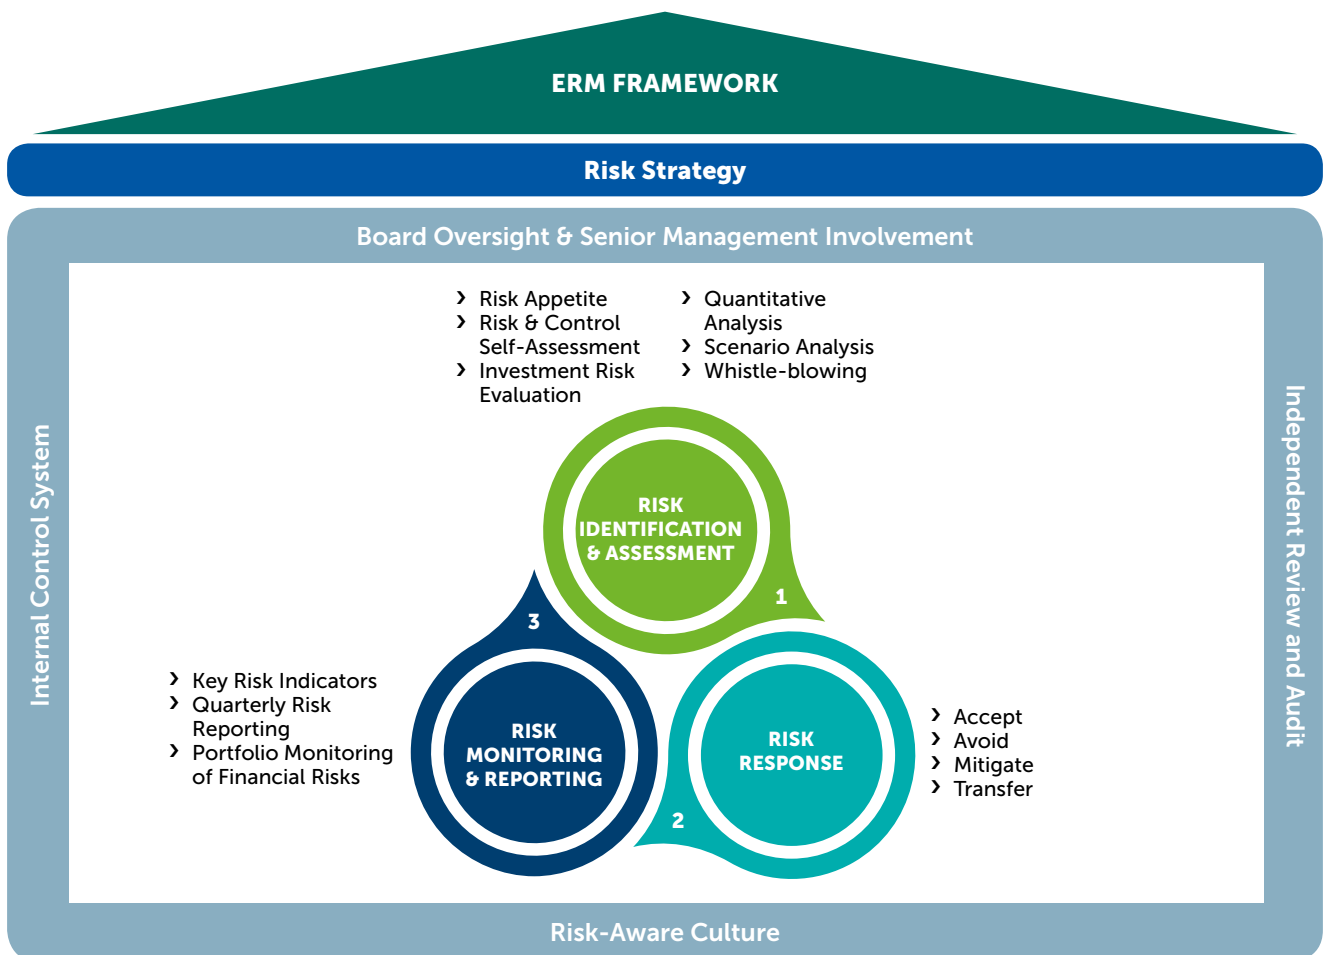 ERM FRAMEWORK
Risk Strategy
Board Oversight & Senior Management Involvement
Internal Control System
Independent Review and Audit
› Risk Appetite
› Risk & Control
Self-Assessment
› Investment Risk
Evaluation
› Quantitative
Analysis
› Scenario Analysis
› Whistle-blowing
RISK
IDENTIFICATION
& ASSESSMENT
1
3
› Key Risk Indicators
› Quarterly Risk
Reporting
› Portfolio Monitoring
of Financial Risks
RISK
MONITORING
& REPORTING
RISK
RESPONSE
2
› Accept
› Avoid
› Mitigate
› Transfer
Risk-Aware Culture